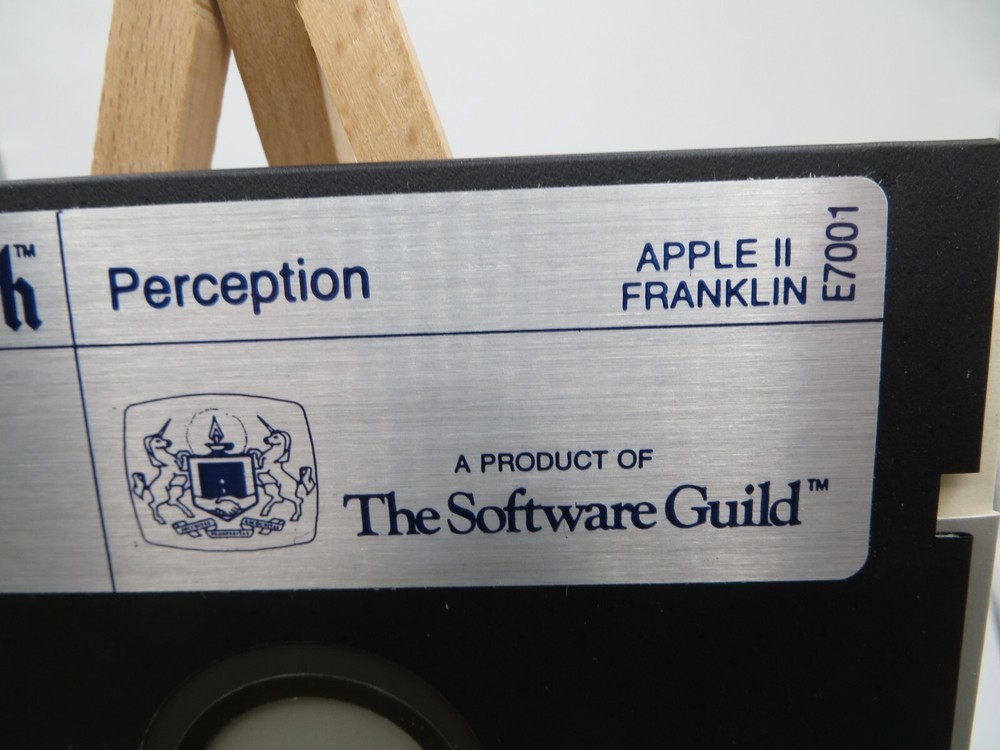 h™
Perception
APPLE II
FRANKLIN
E7001
A PRODUCT OF
The Software Guild™